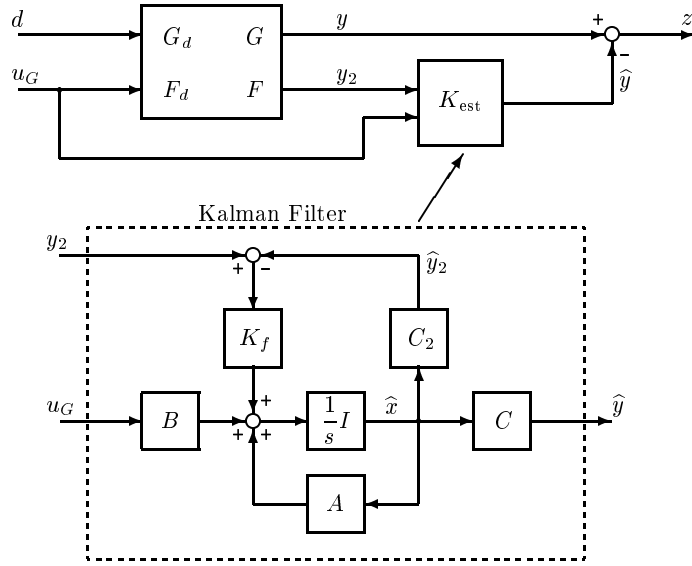 d
G_d G
y
+
z
u_G
F_d F
y_2
K_est
−
ŷ
Kalman Filter
y_2
+ −
ŷ_2
K_f
C_2
u_G
B
+
+ +
1/s I
x̂
C
ŷ
A